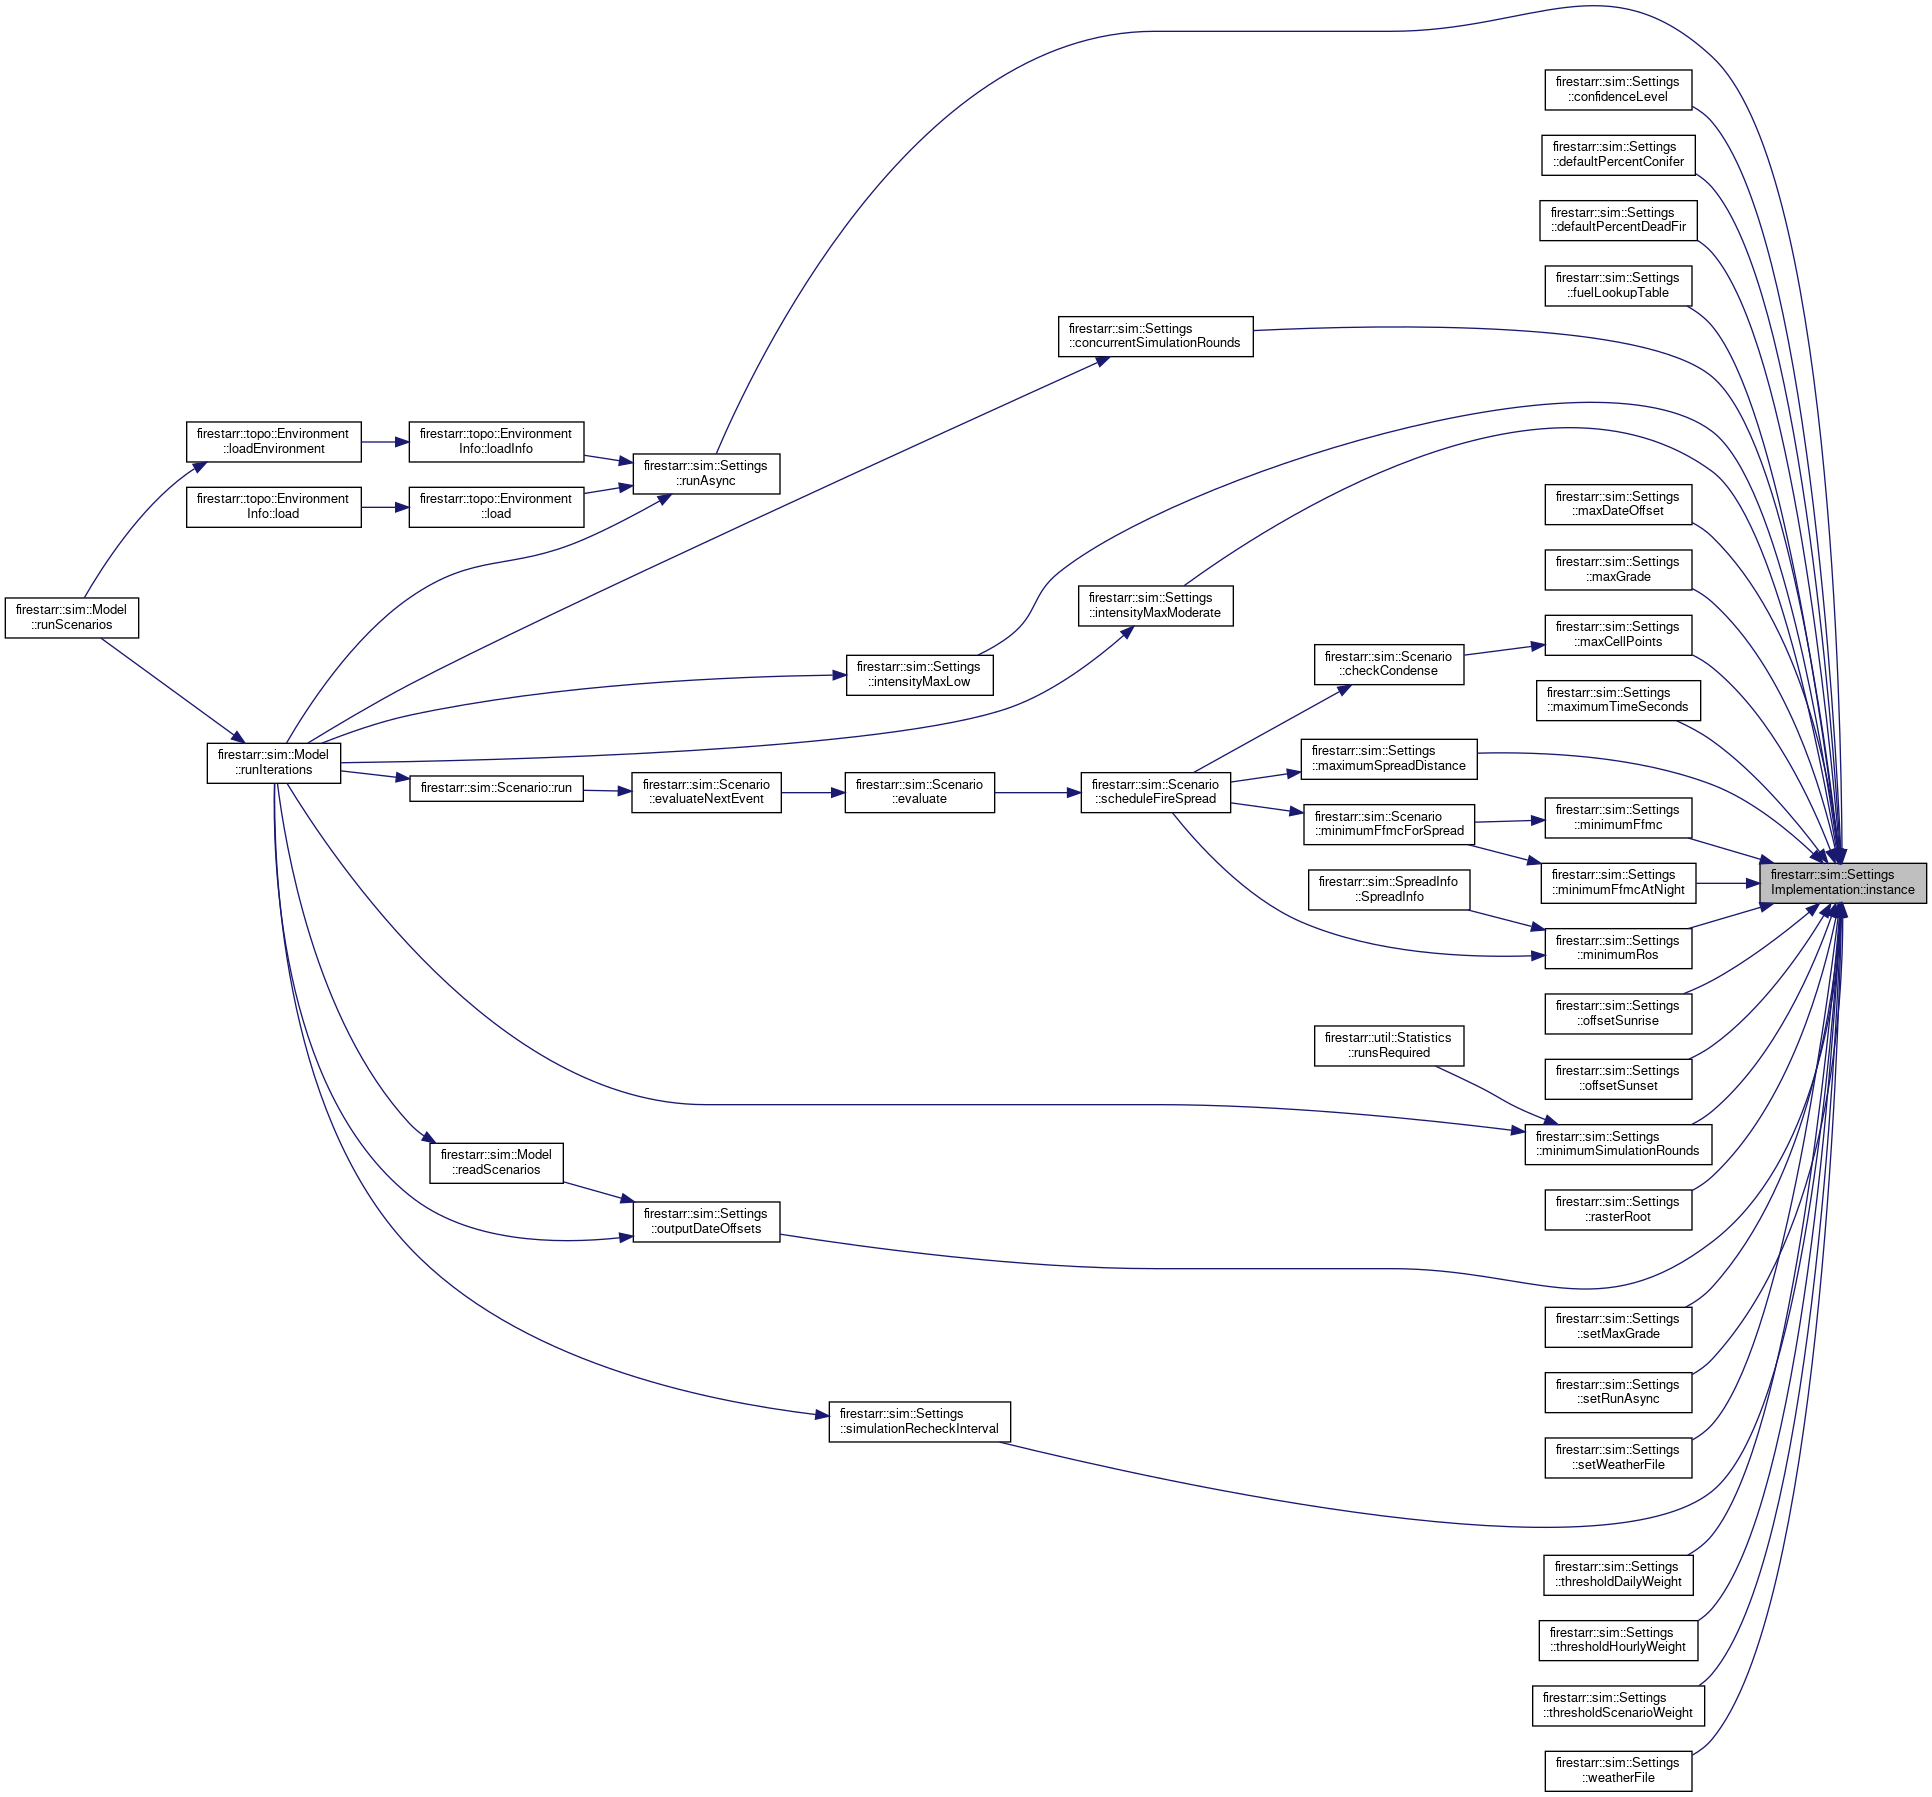 firestarr::sim::Settings
::confidenceLevel
firestarr::sim::Settings
::defaultPercentConifer
firestarr::sim::Settings
::defaultPercentDeadFir
firestarr::sim::Settings
::fuelLookupTable
firestarr::sim::Settings
::concurrentSimulationRounds
firestarr::topo::Environment
::loadEnvironment
firestarr::topo::Environment
Info::loadInfo
firestarr::sim::Settings
::runAsync
firestarr::topo::Environment
Info::load
firestarr::topo::Environment
::load
firestarr::sim::Settings
::maxDateOffset
firestarr::sim::Settings
::maxGrade
firestarr::sim::Model
::runScenarios
firestarr::sim::Settings
::intensityMaxModerate
firestarr::sim::Settings
::maxCellPoints
firestarr::sim::Scenario
::checkCondense
firestarr::sim::Settings
::intensityMaxLow
firestarr::sim::Settings
::maximumTimeSeconds
firestarr::sim::Model
::runIterations
firestarr::sim::Settings
::maximumSpreadDistance
firestarr::sim::Scenario::run
firestarr::sim::Scenario
::evaluateNextEvent
firestarr::sim::Scenario
::evaluate
firestarr::sim::Scenario
::scheduleFireSpread
firestarr::sim::Scenario
::minimumFfmcForSpread
firestarr::sim::Settings
::minimumFfmc
firestarr::sim::Settings
::minimumFfmcAtNight
firestarr::sim::Settings
Implementation::instance
firestarr::sim::SpreadInfo
::SpreadInfo
firestarr::sim::Settings
::minimumRos
firestarr::sim::Settings
::offsetSunrise
firestarr::util::Statistics
::runsRequired
firestarr::sim::Settings
::offsetSunset
firestarr::sim::Settings
::minimumSimulationRounds
firestarr::sim::Model
::readScenarios
firestarr::sim::Settings
::rasterRoot
firestarr::sim::Settings
::outputDateOffsets
firestarr::sim::Settings
::setMaxGrade
firestarr::sim::Settings
::setRunAsync
firestarr::sim::Settings
::simulationRecheckInterval
firestarr::sim::Settings
::setWeatherFile
firestarr::sim::Settings
::thresholdDailyWeight
firestarr::sim::Settings
::thresholdHourlyWeight
firestarr::sim::Settings
::thresholdScenarioWeight
firestarr::sim::Settings
::weatherFile